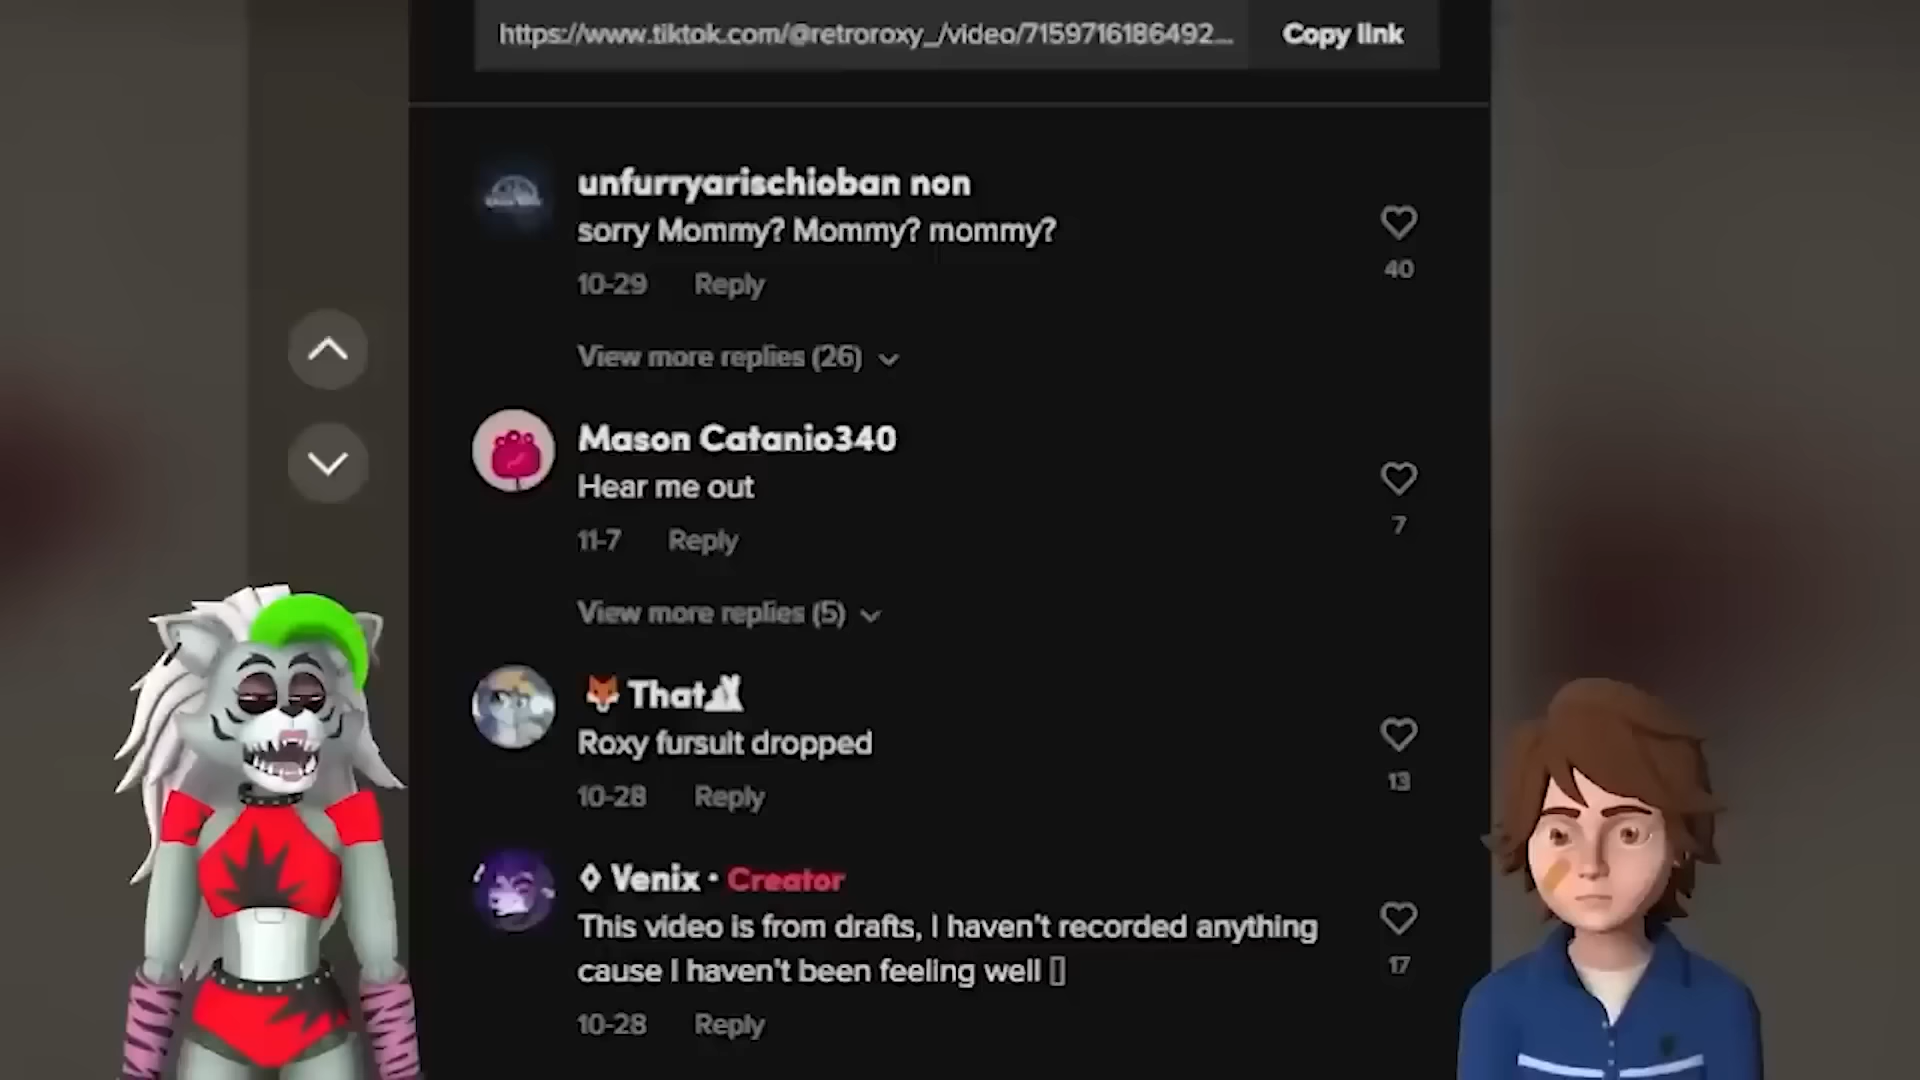 https://www.tiktok.com/@retroroxy_/video/7159716186492...
Copy link
unfurryarischioban non
sorry Mommy? Mommy? mommy?
40
10-29 Reply
View more replies (26)
Mason Catanio340
Hear me out
7
11-7 Reply
View more replies (5)
🦊 That
Roxy fursuit dropped
13
10-28 Reply
◊ Venix · Creator
This video is from drafts, I haven't recorded anything
cause I haven't been feeling well []
17
10-28 Reply